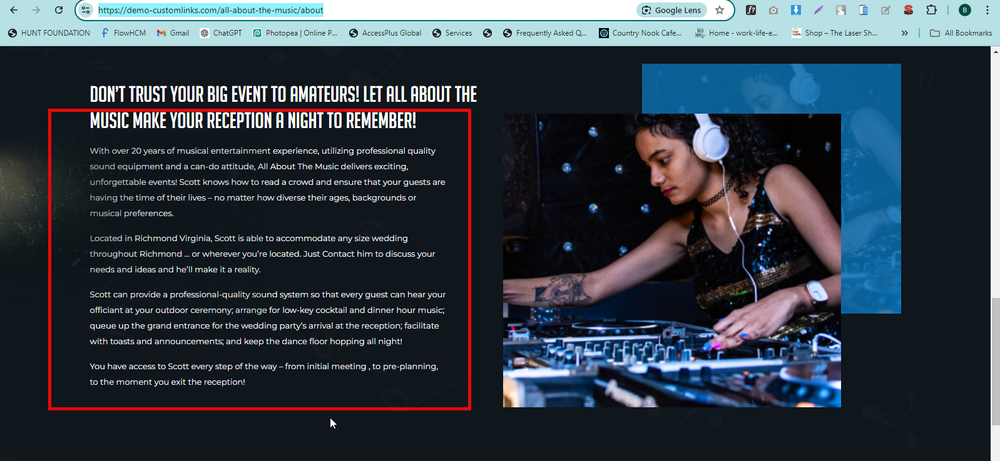 https://demo-customlinks.com/all-about-the-music/about
Google Lens
f?
SEO
B
HUNT FOUNDATION
FlowHCM
Gmail
ChatGPT
Photopea | Online P...
AccessPlus Global
Services
Frequently Asked Q...
Country Nook Cafe...
Home - work-life-e...
Shop – The Laser Sh...
All Bookmarks
DON'T TRUST YOUR BIG EVENT TO AMATEURS! LET ALL ABOUT THE
MUSIC MAKE YOUR RECEPTION A NIGHT TO REMEMBER!
With over 20 years of musical entertainment experience, utilizing professional quality
sound equipment and a can-do attitude, All About The Music delivers exciting,
unforgettable events! Scott knows how to read a crowd and ensure that your guests are
having the time of their lives – no matter how diverse their ages, backgrounds or
musical preferences.
Located in Richmond Virginia, Scott is able to accommodate any size wedding
throughout Richmond ... or wherever you're located. Just Contact him to discuss your
needs and ideas and he'll make it a reality.
Scott can provide a professional-quality sound system so that every guest can hear your
officiant at your outdoor ceremony; arrange for low-key cocktail and dinner hour music;
queue up the grand entrance for the wedding party's arrival at the reception; facilitate
with toasts and announcements; and keep the dance floor hopping all night!
You have access to Scott every step of the way – from initial meeting , to pre-planning,
to the moment you exit the reception!